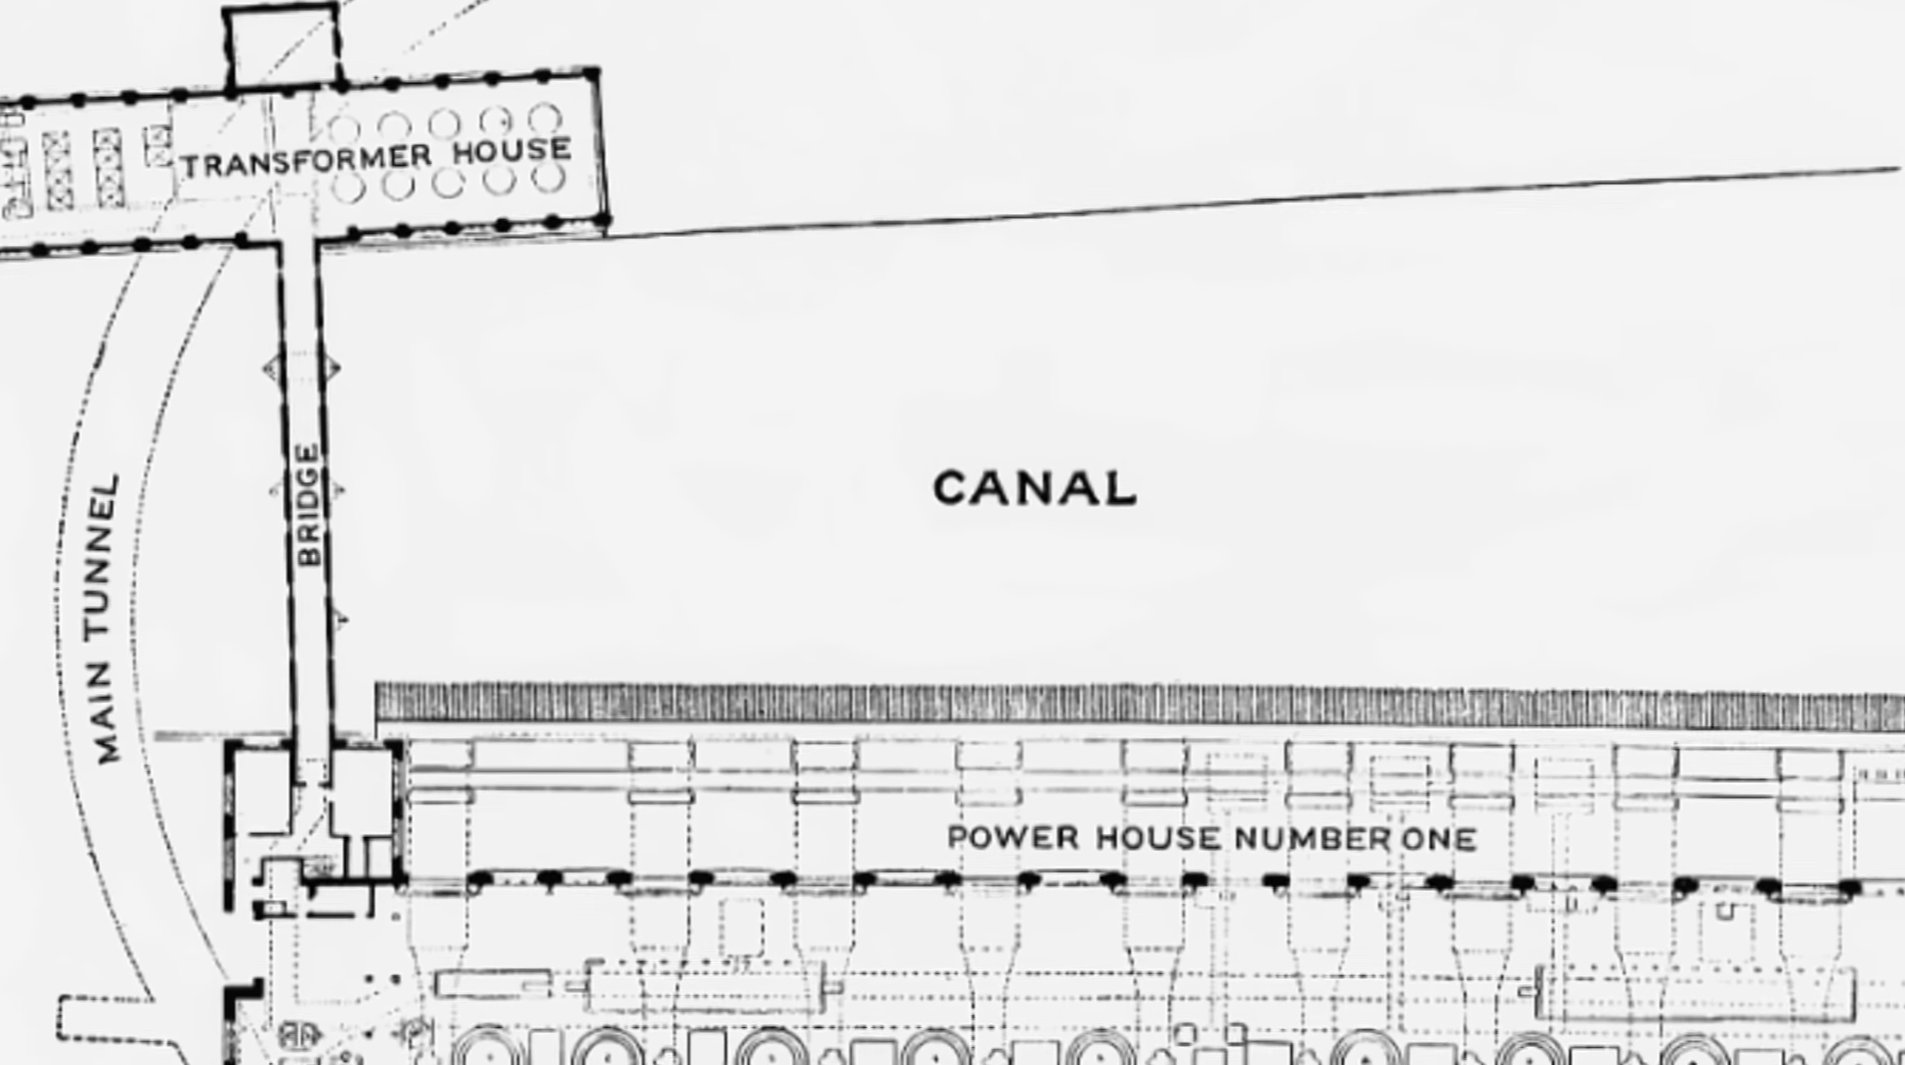 TRANSFORMER HOUSE
BRIDGE
CANAL
MAIN TUNNEL
POWER HOUSE NUMBER ONE